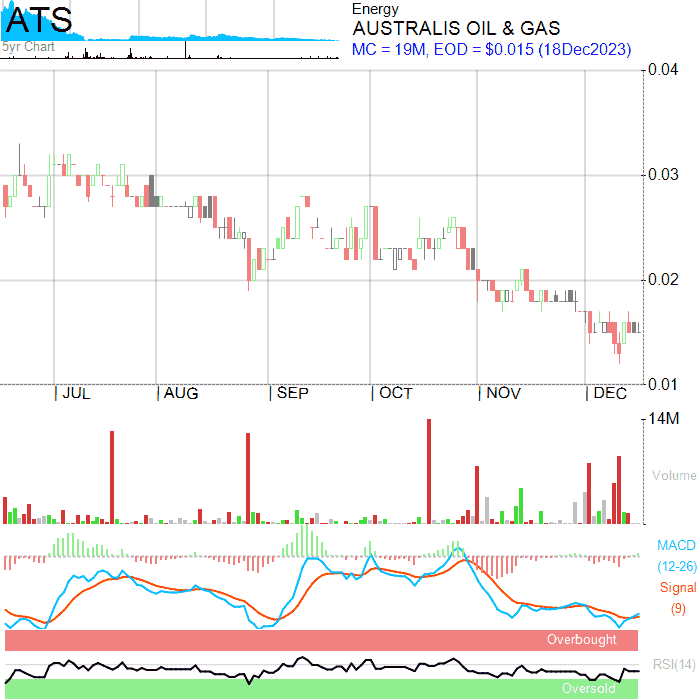 ATS
5yr Chart
Energy
AUSTRALIS OIL & GAS
MC = 19M, EOD = $0.015 (18Dec2023)
0.04
0.03
0.02
0.01
JUL AUG SEP OCT NOV DEC
14M
Volume
MACD
(12-26)
Signal
(9)
Overbought
RSI(14)
Oversold